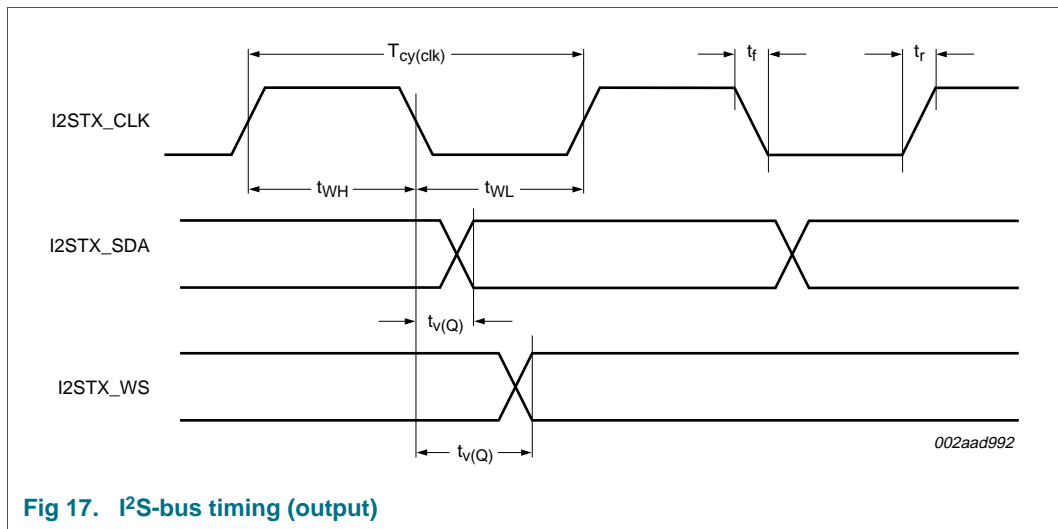 Tcy(clk)
tf
tr
I2STX_CLK
tWH
tWL
I2STX_SDA
tv(Q)
I2STX_WS
tv(Q)
002aad992
Fig 17. I2S-bus timing (output)